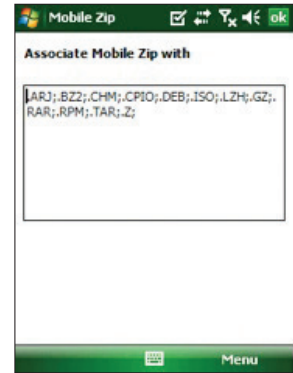 Mobile Zip ok
Associate Mobile Zip with
.ARJ;.BZ2;.CHM;.CPIO;.DEB;.ISO;.LZH;.GZ;.
RAR;.RPM;.TAR;.Z;
Menu